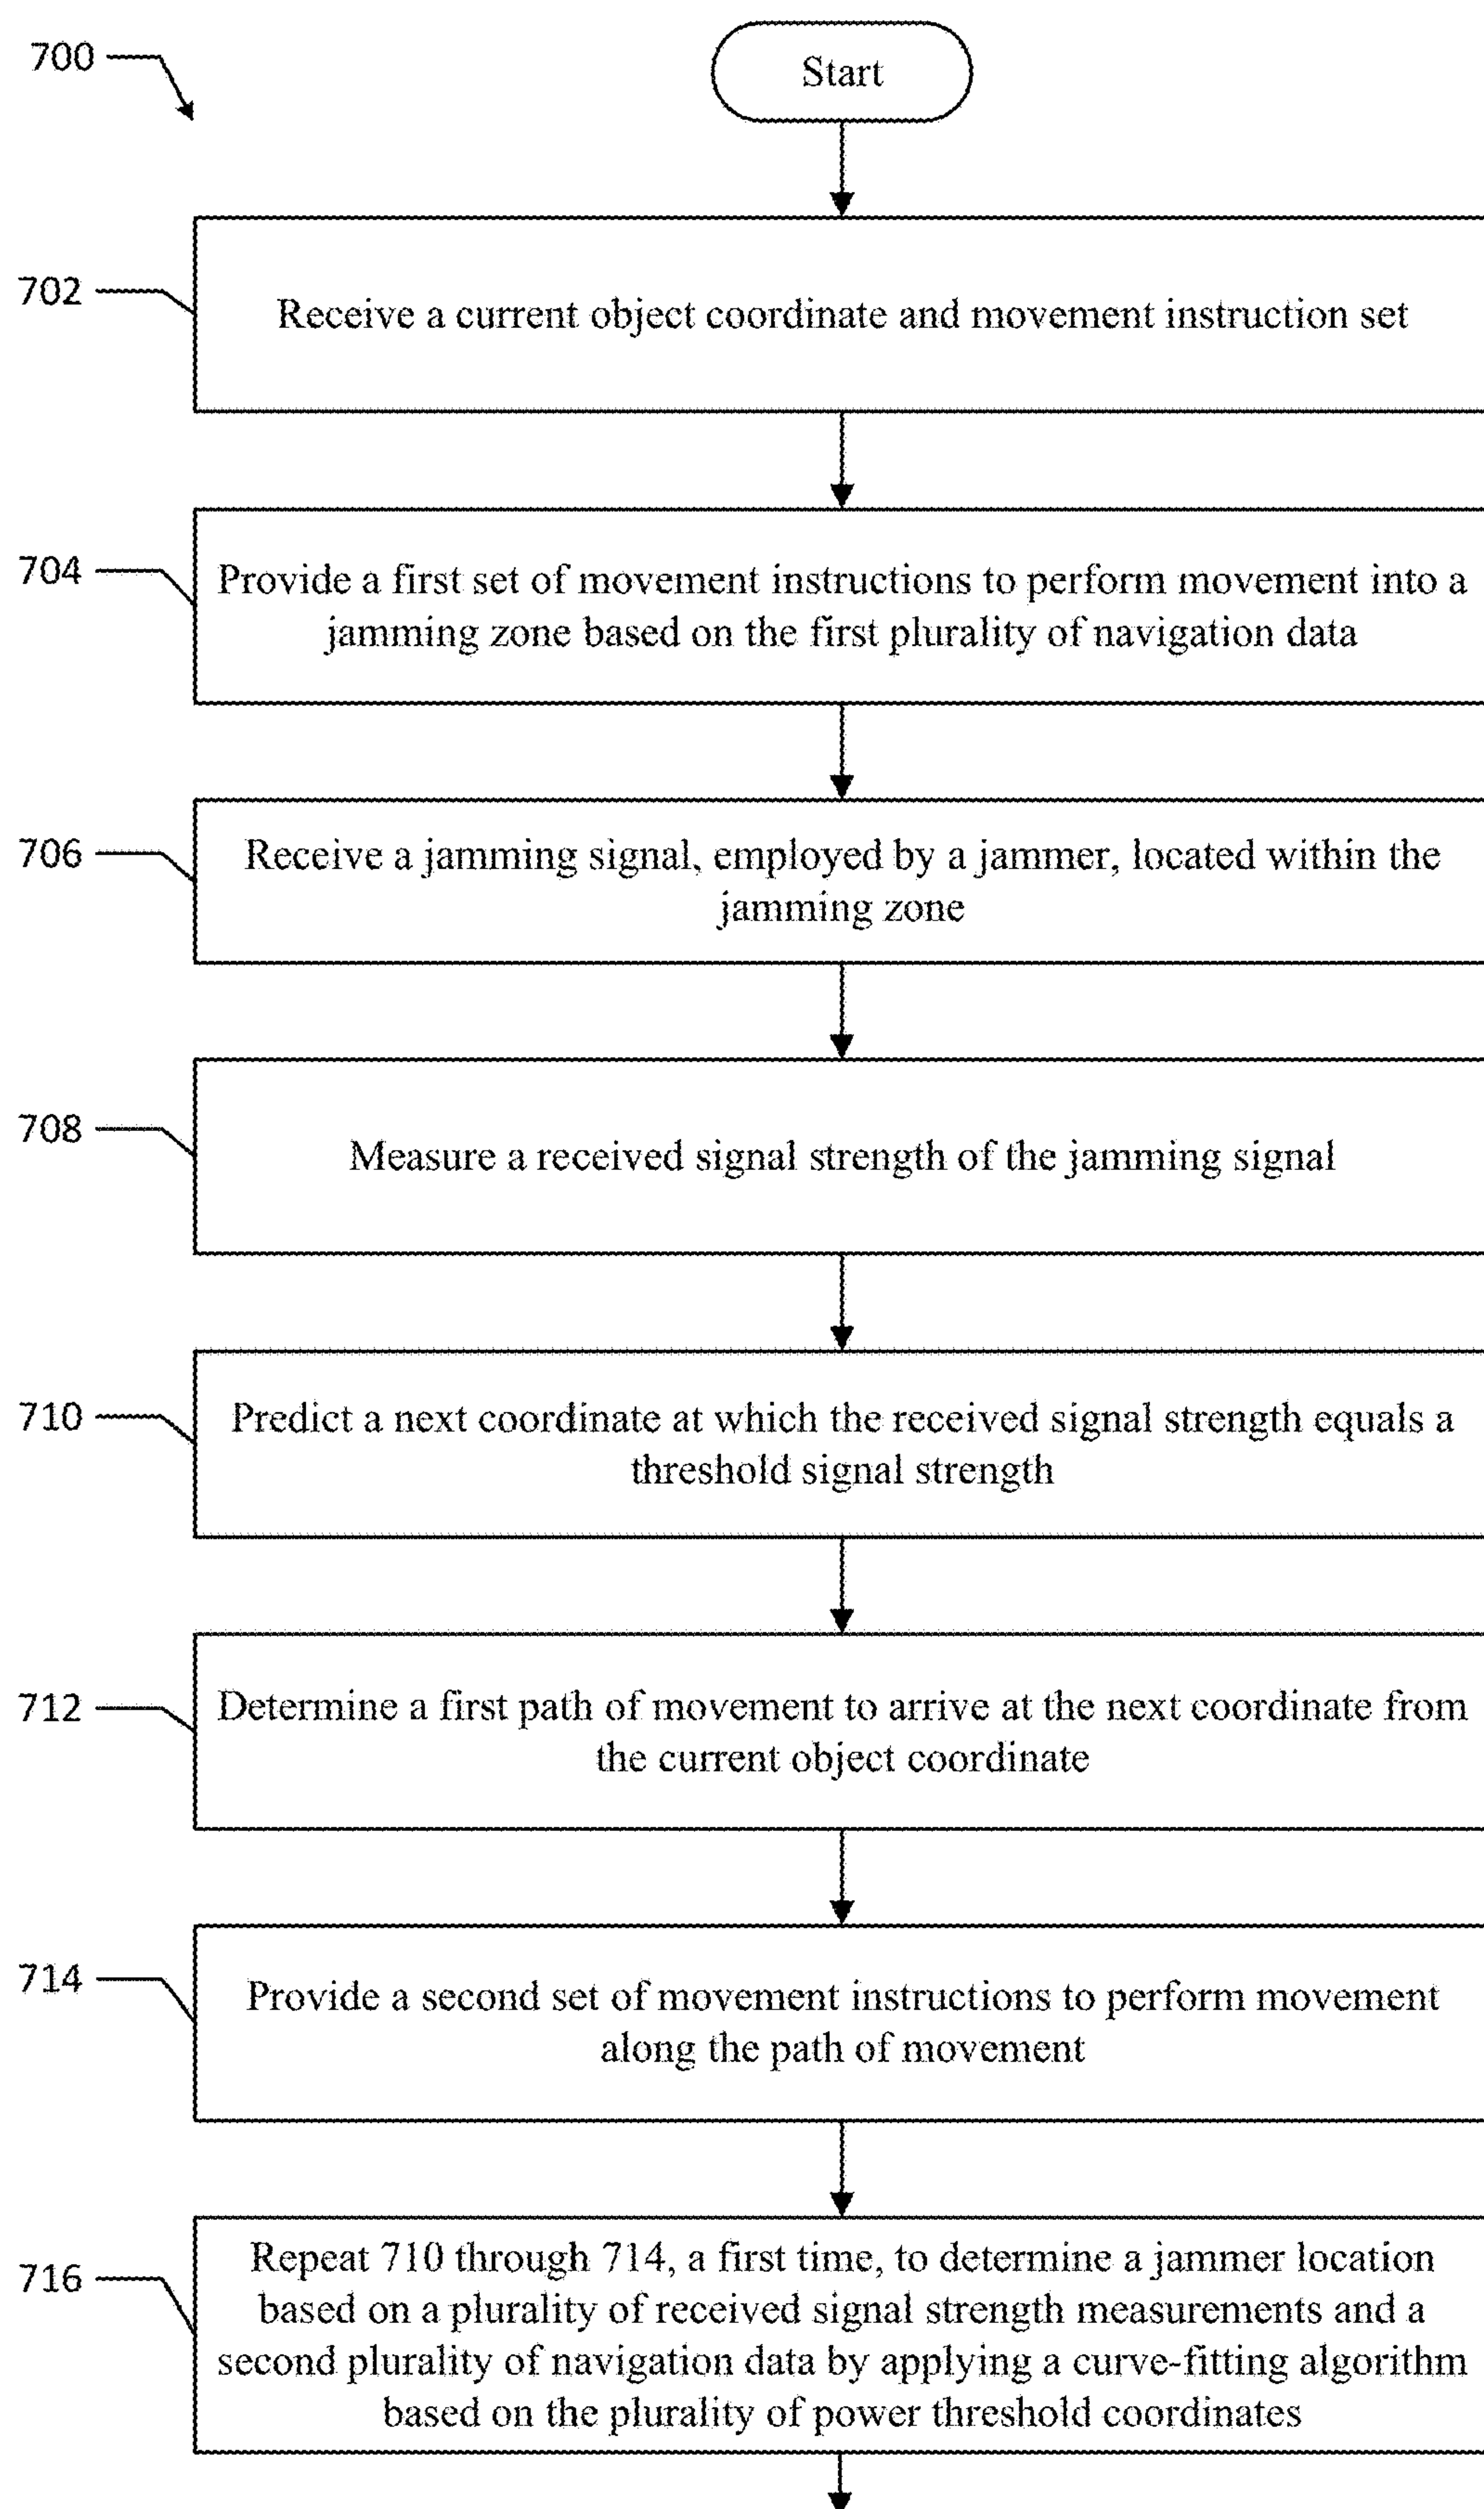 700
Start
702
Receive a current object coordinate and movement instruction set
704
Provide a first set of movement instructions to perform movement into a
jamming zone based on the first plurality of navigation data
706
Receive a jamming signal, employed by a jammer, located within the
jamming zone
708
Measure a received signal strength of the jamming signal
710
Predict a next coordinate at which the received signal strength equals a
threshold signal strength
712
Determine a first path of movement to arrive at the next coordinate from
the current object coordinate
714
Provide a second set of movement instructions to perform movement
along the path of movement
716
Repeat 710 through 714, a first time, to determine a jammer location
based on a plurality of received signal strength measurements and a
second plurality of navigation data by applying a curve-fitting algorithm
based on the plurality of power threshold coordinates